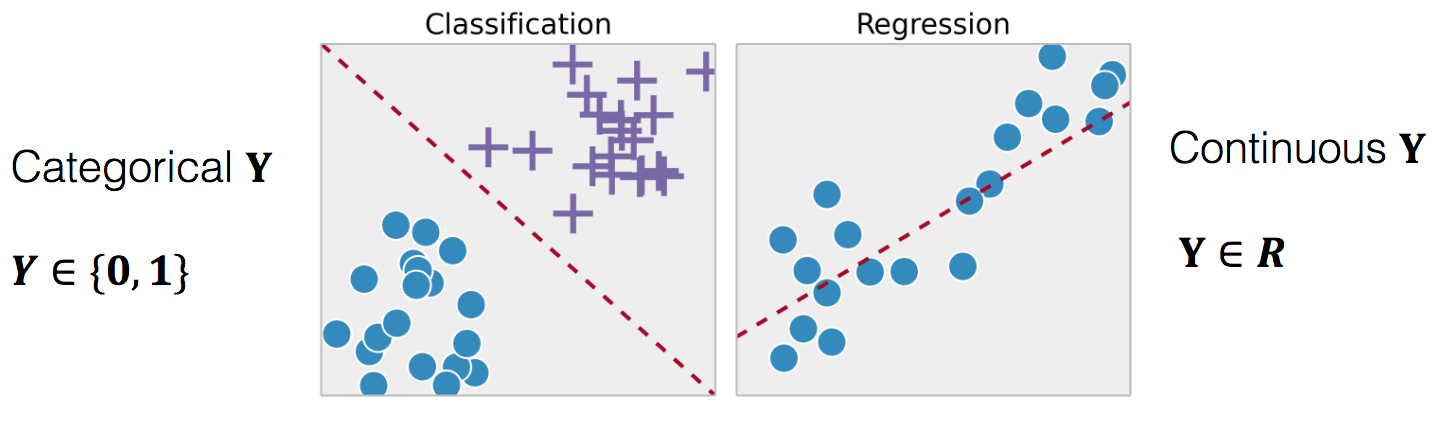 Classification
Regression
Categorical Y
Y ∈ {0, 1}
Continuous Y
Y ∈ R